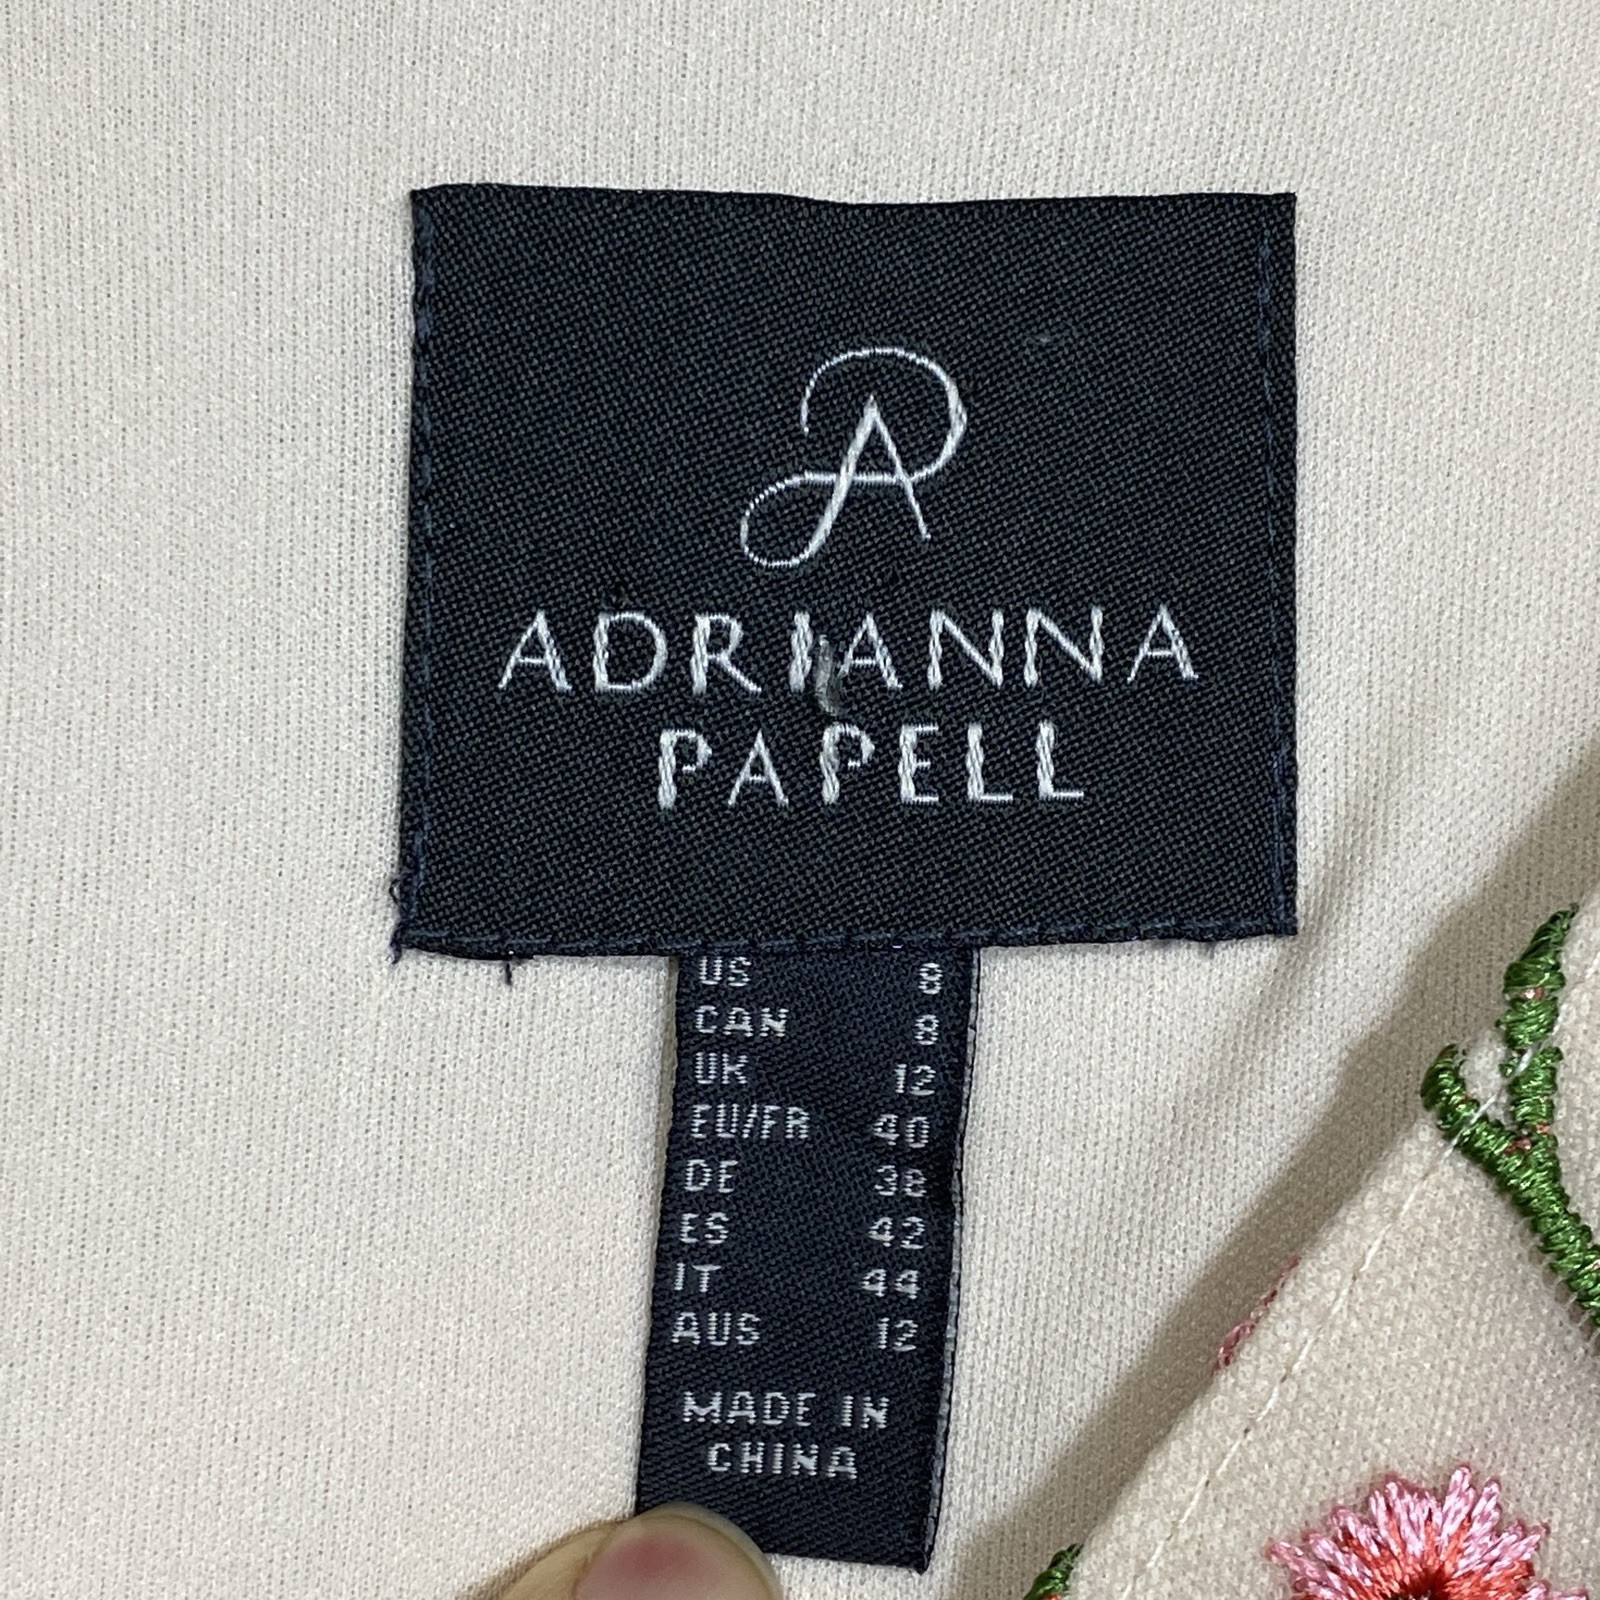 ADRIANNA
PAPELL
US 8
CAN 8
UK 12
EU/FR 40
DE 38
ES 42
IT 44
AUS 12
MADE IN
CHINA